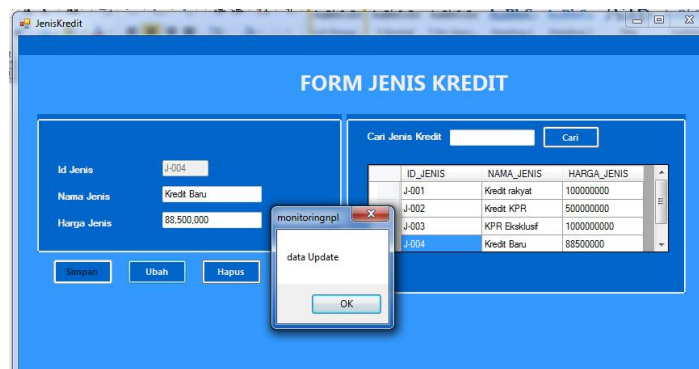 JenisKredit
FORM JENIS KREDIT
Cari Jenis Kredit Cari
Id Jenis J-004
Nama Jenis Kredit Baru
Harga Jenis 88,500,000
Simpan Ubah Hapus
ID_JENIS NAMA_JENIS HARGA_JENIS
J-001 Kredit rakyat 100000000
J-002 Kredit KPR 500000000
J-003 KPR Eksklusif 1000000000
J-004 Kredit Baru 88500000
monitoringnpl
data Update
OK